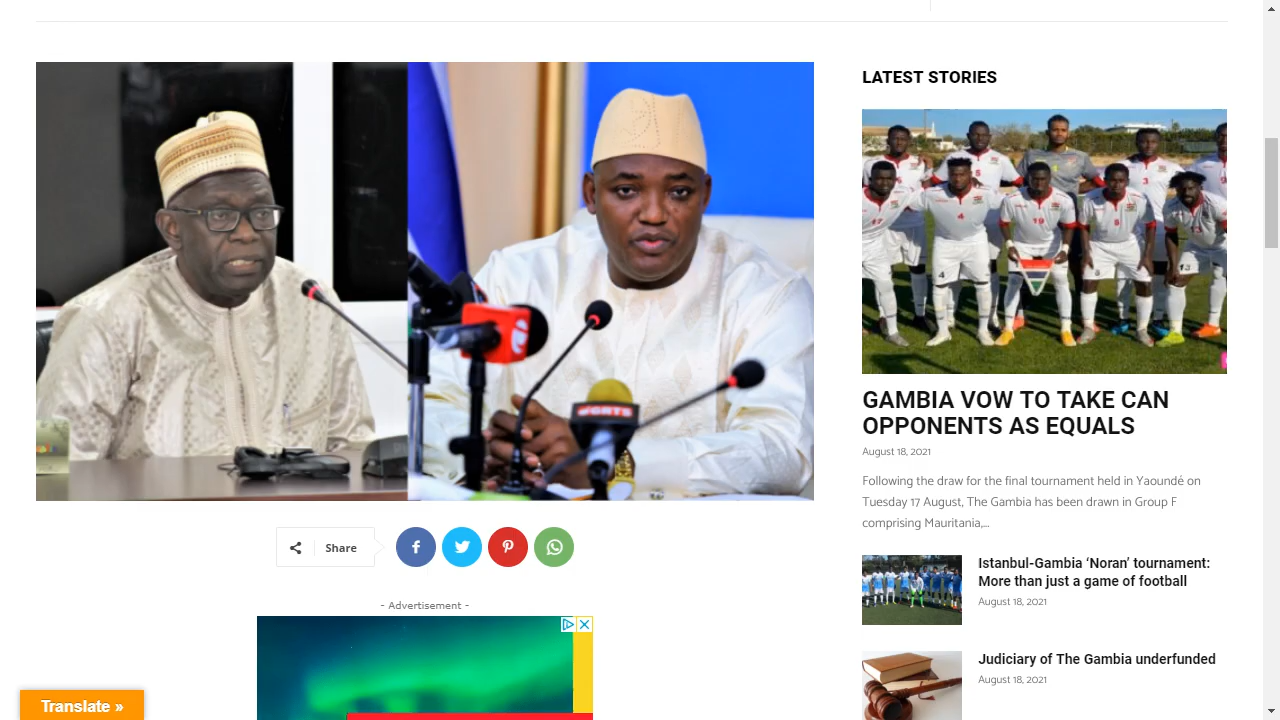 GRTS
Share
- Advertisement -
Translate »
LATEST STORIES
GAMBIA VOW TO TAKE CAN
OPPONENTS AS EQUALS
August 18, 2021
Following the draw for the final tournament held in Yaoundé on
Tuesday 17 August, The Gambia has been drawn in Group F
comprising Mauritania,...
Istanbul-Gambia ‘Noran’ tournament:
More than just a game of football
August 18, 2021
Judiciary of The Gambia underfunded
August 18, 2021